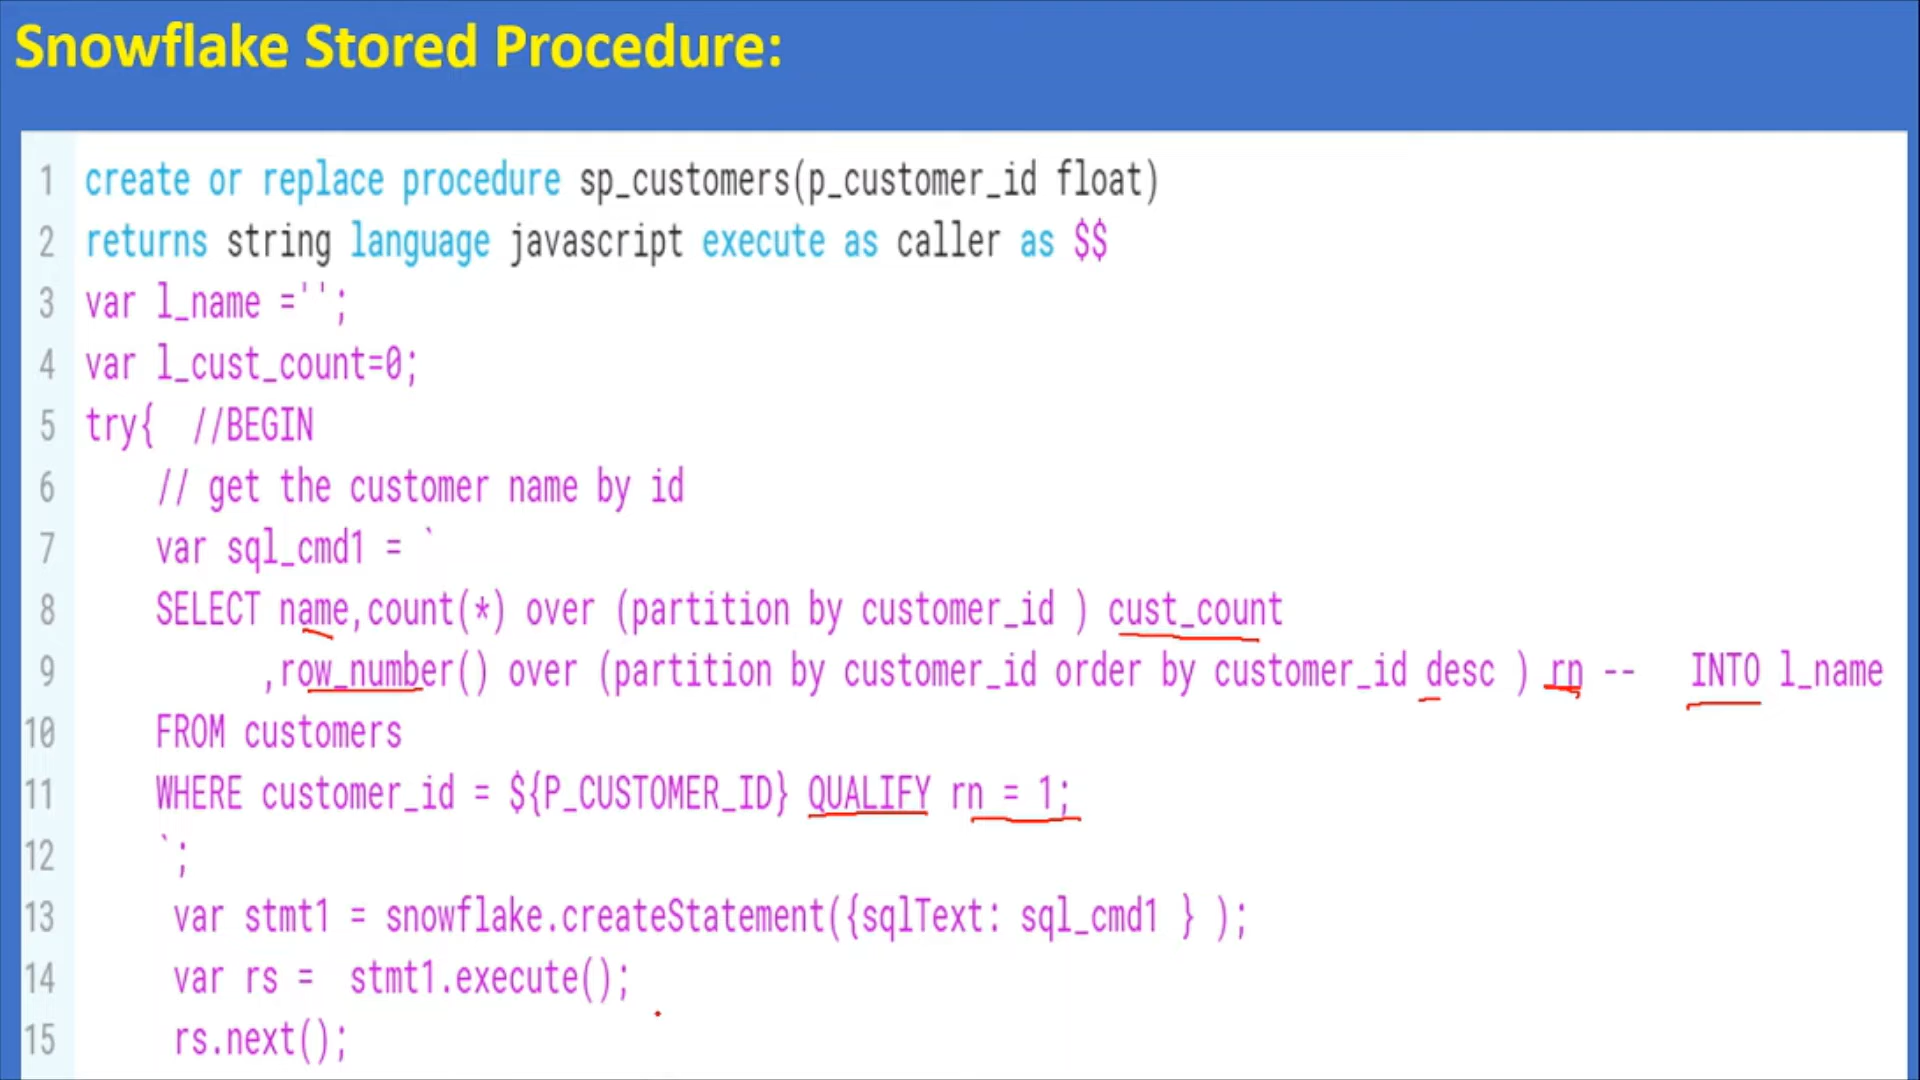 Snowflake Stored Procedure:
1 create or replace procedure sp_customers(p_customer_id float)
2 returns string language javascript execute as caller as $$
3 var l_name ='';
4 var l_cust_count=0;
5 try{  //BEGIN
6 // get the customer name by id
7 var sql_cmd1 = `
8 SELECT name,count(*) over (partition by customer_id ) cust_count
9 ,row_number() over (partition by customer_id order by customer_id desc ) rn --   INTO l_name
10 FROM customers
11 WHERE customer_id = ${P_CUSTOMER_ID} QUALIFY rn = 1;
12 `;
13 var stmt1 = snowflake.createStatement({sqlText: sql_cmd1 } );
14 var rs =  stmt1.execute();
15 rs.next();